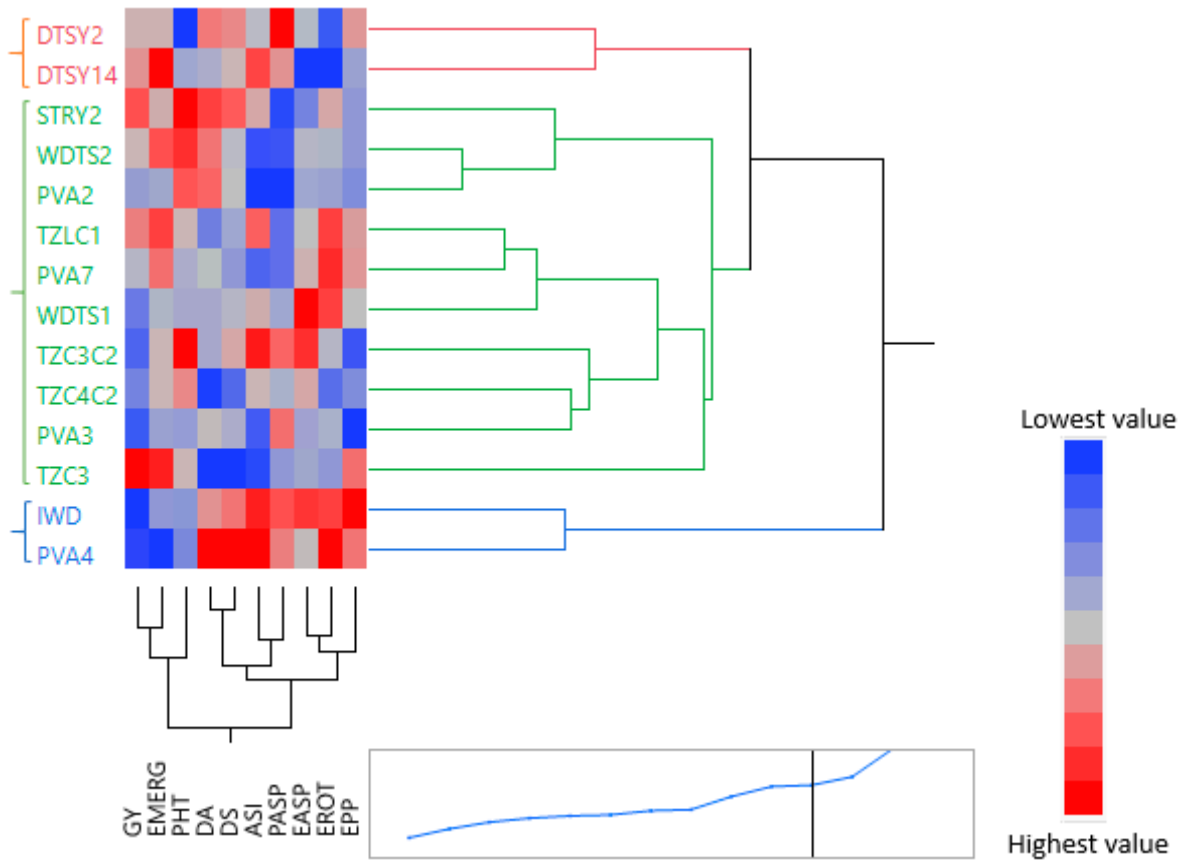 DTSY2
DTSY14
STRY2
WDTS2
PVA2
TZLC1
PVA7
WDTS1
TZC3C2
TZC4C2
PVA3
TZC3
IWD
PVA4
GY
EMERG
PHT
DA
DS
ASI
PASP
EASP
EROT
EPP
Lowest value
Highest value